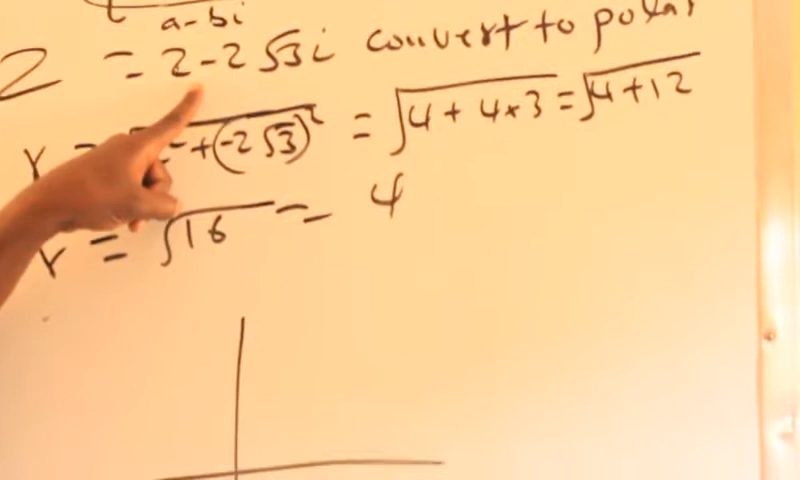 a-bi
Z = 2-2√3i convert to polar
r = +(-2√3)² = √4+4×3 = √4+12
r = √16 = 4